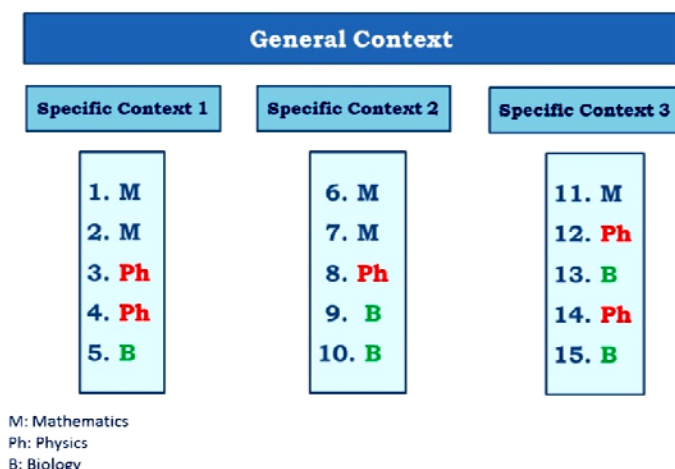 General Context
Specific Context 1
1. M
2. M
3. Ph
4. Ph
5. B
Specific Context 2
6. M
7. M
8. Ph
9. B
10. B
Specific Context 3
11. M
12. Ph
13. B
14. Ph
15. B
M: Mathematics
Ph: Physics
B: Biology